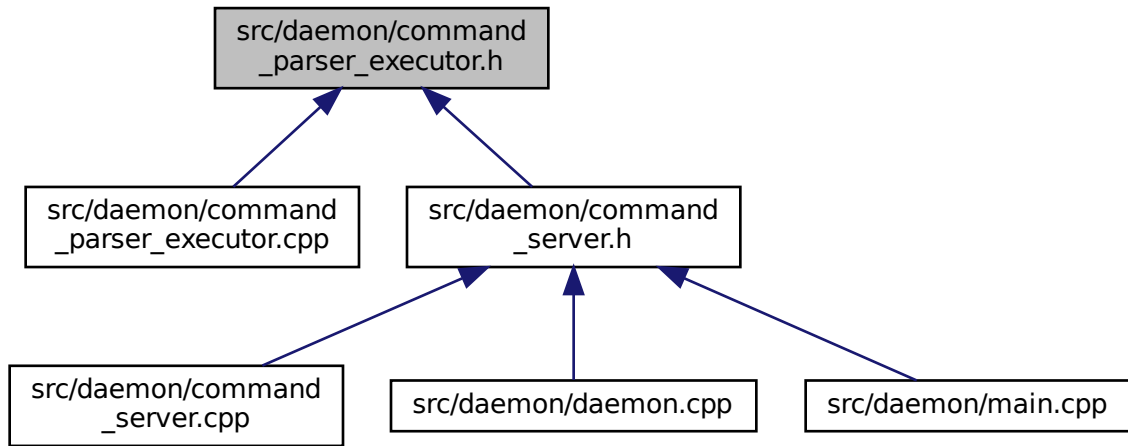 src/daemon/command
_parser_executor.h
src/daemon/command
_parser_executor.cpp
src/daemon/command
_server.h
src/daemon/command
_server.cpp
src/daemon/daemon.cpp
src/daemon/main.cpp